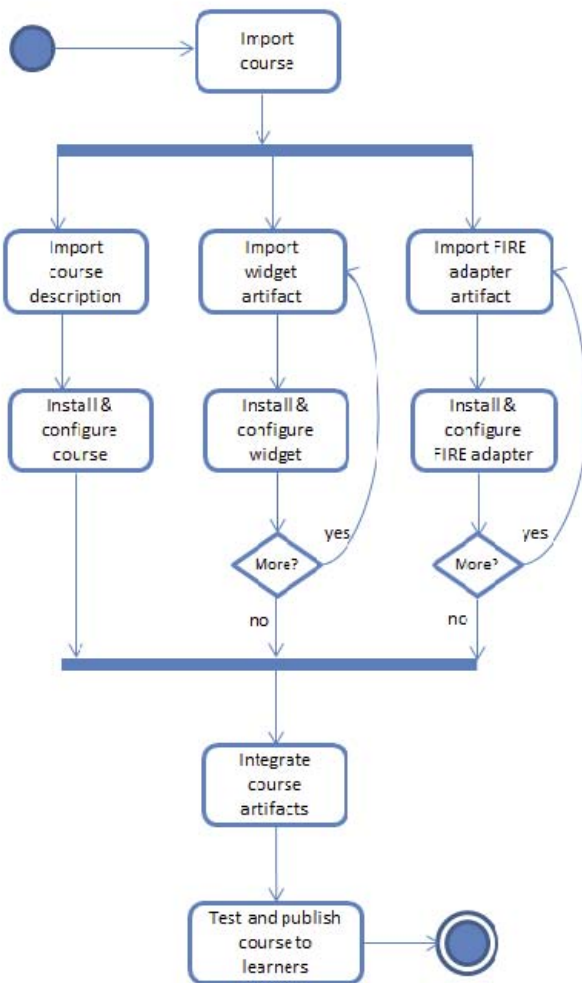 Import
course
Import
course
description
Import
widget
artifact
Import FIRE
adapter
artifact
Install &
configure
course
Install &
configure
widget
Install &
configure
FIRE adapter
More?
yes
no
More?
yes
no
Integrate
course
artifacts
Test and publish
course to
learners